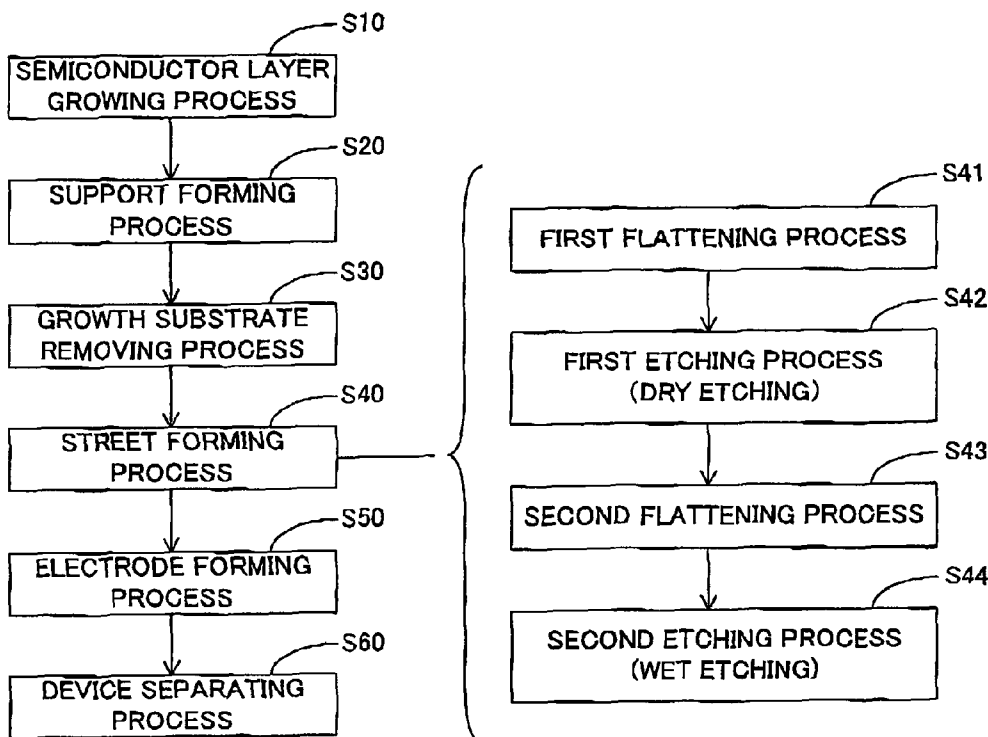 S10
SEMICONDUCTOR LAYER
GROWING PROCESS
S20
SUPPORT FORMING
PROCESS
S30
GROWTH SUBSTRATE
REMOVING PROCESS
S40
STREET FORMING
PROCESS
S50
ELECTRODE FORMING
PROCESS
S60
DEVICE SEPARATING
PROCESS
S41
FIRST FLATTENING PROCESS
S42
FIRST ETCHING PROCESS
(DRY ETCHING)
S43
SECOND FLATTENING PROCESS
S44
SECOND ETCHING PROCESS
(WET ETCHING)